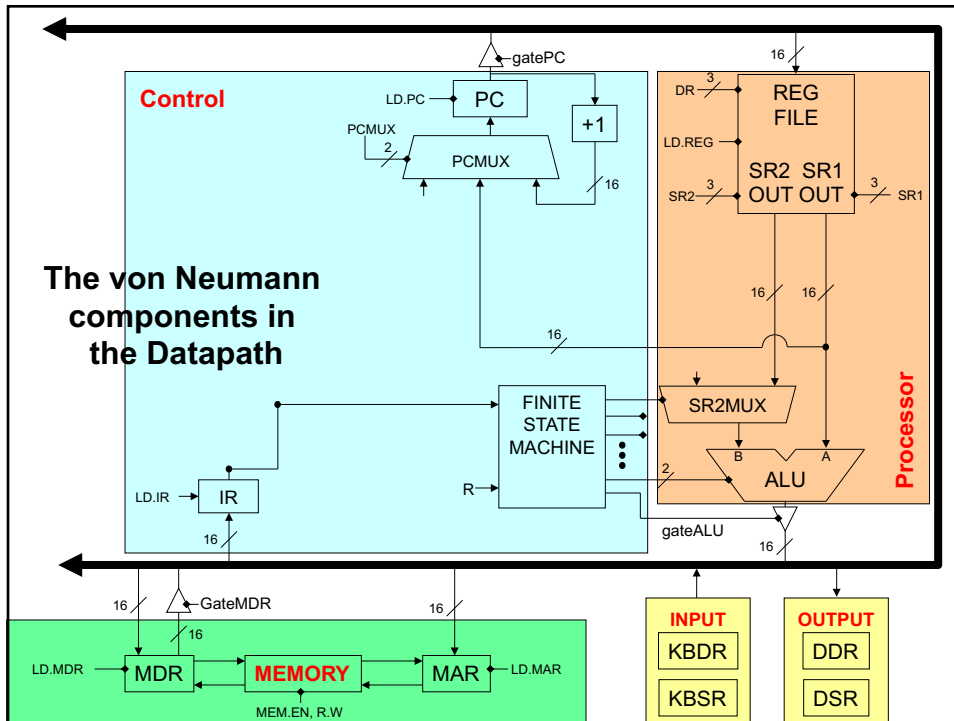 gatePC
16
Control
LD.PC
PC
+1
PCMUX
2
PCMUX
16
DR
3
REG
FILE
LD.REG
SR2 SR1
OUT OUT
SR2
3
3
SR1
16
16
The von Neumann
components in
the Datapath
16
FINITE
STATE
MACHINE
SR2MUX
B
A
ALU
Processor
2
R
LD.IR
IR
gateALU
16
16
16
GateMDR
16
16
LD.MDR
MDR
MEMORY
MAR
LD.MAR
MEM.EN, R.W
INPUT
KBDR
KBSR
OUTPUT
DDR
DSR